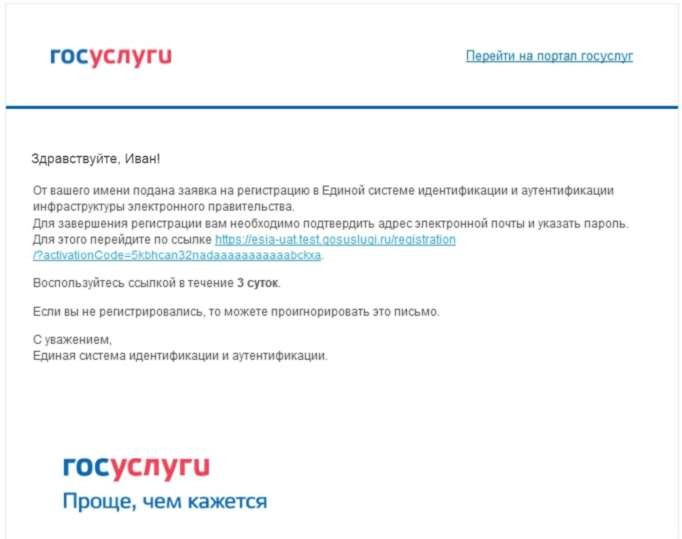 госуслуги
Перейти на портал госуслуг
Здравствуйте, Иван!
От вашего имени подана заявка на регистрацию в Единой системе идентификации и аутентификации
инфраструктуры электронного правительства.
Для завершения регистрации вам необходимо подтвердить адрес электронной почты и указать пароль.
Для этого перейдите по ссылке https://esia-uat.test.gosuslugi.ru/registration
/?activationCode=5kbhcan32nadaaaaaaaaaaabckxa.
Воспользуйтесь ссылкой в течение 3 суток.
Если вы не регистрировались, то можете проигнорировать это письмо.
С уважением,
Единая система идентификации и аутентификации.
госуслуги
Проще, чем кажется